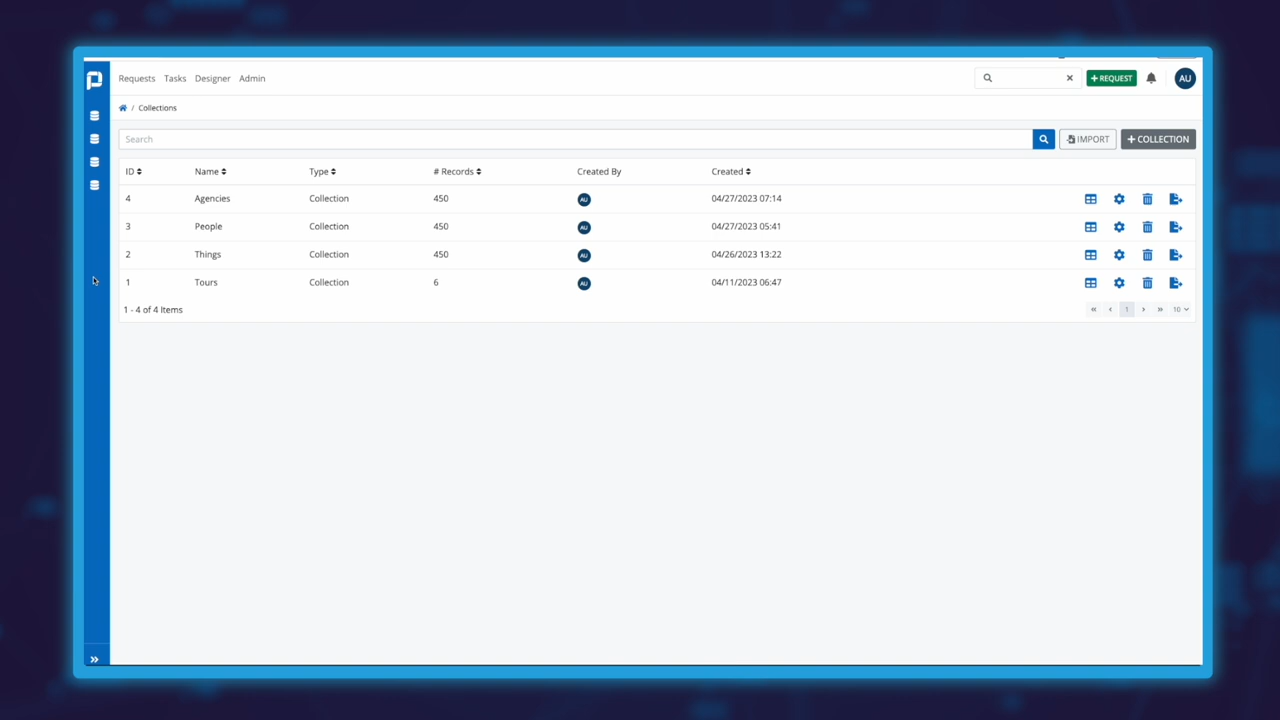 Requests Tasks Designer Admin
+ REQUEST
AU
/ Collections
Search
IMPORT
+ COLLECTION
ID Name Type # Records Created By Created
4 Agencies Collection 450 AU 04/27/2023 07:14
3 People Collection 450 AU 04/27/2023 05:41
2 Things Collection 450 AU 04/26/2023 13:22
1 Tours Collection 6 AU 04/11/2023 06:47
1 - 4 of 4 Items
« ‹ 1 › » 10